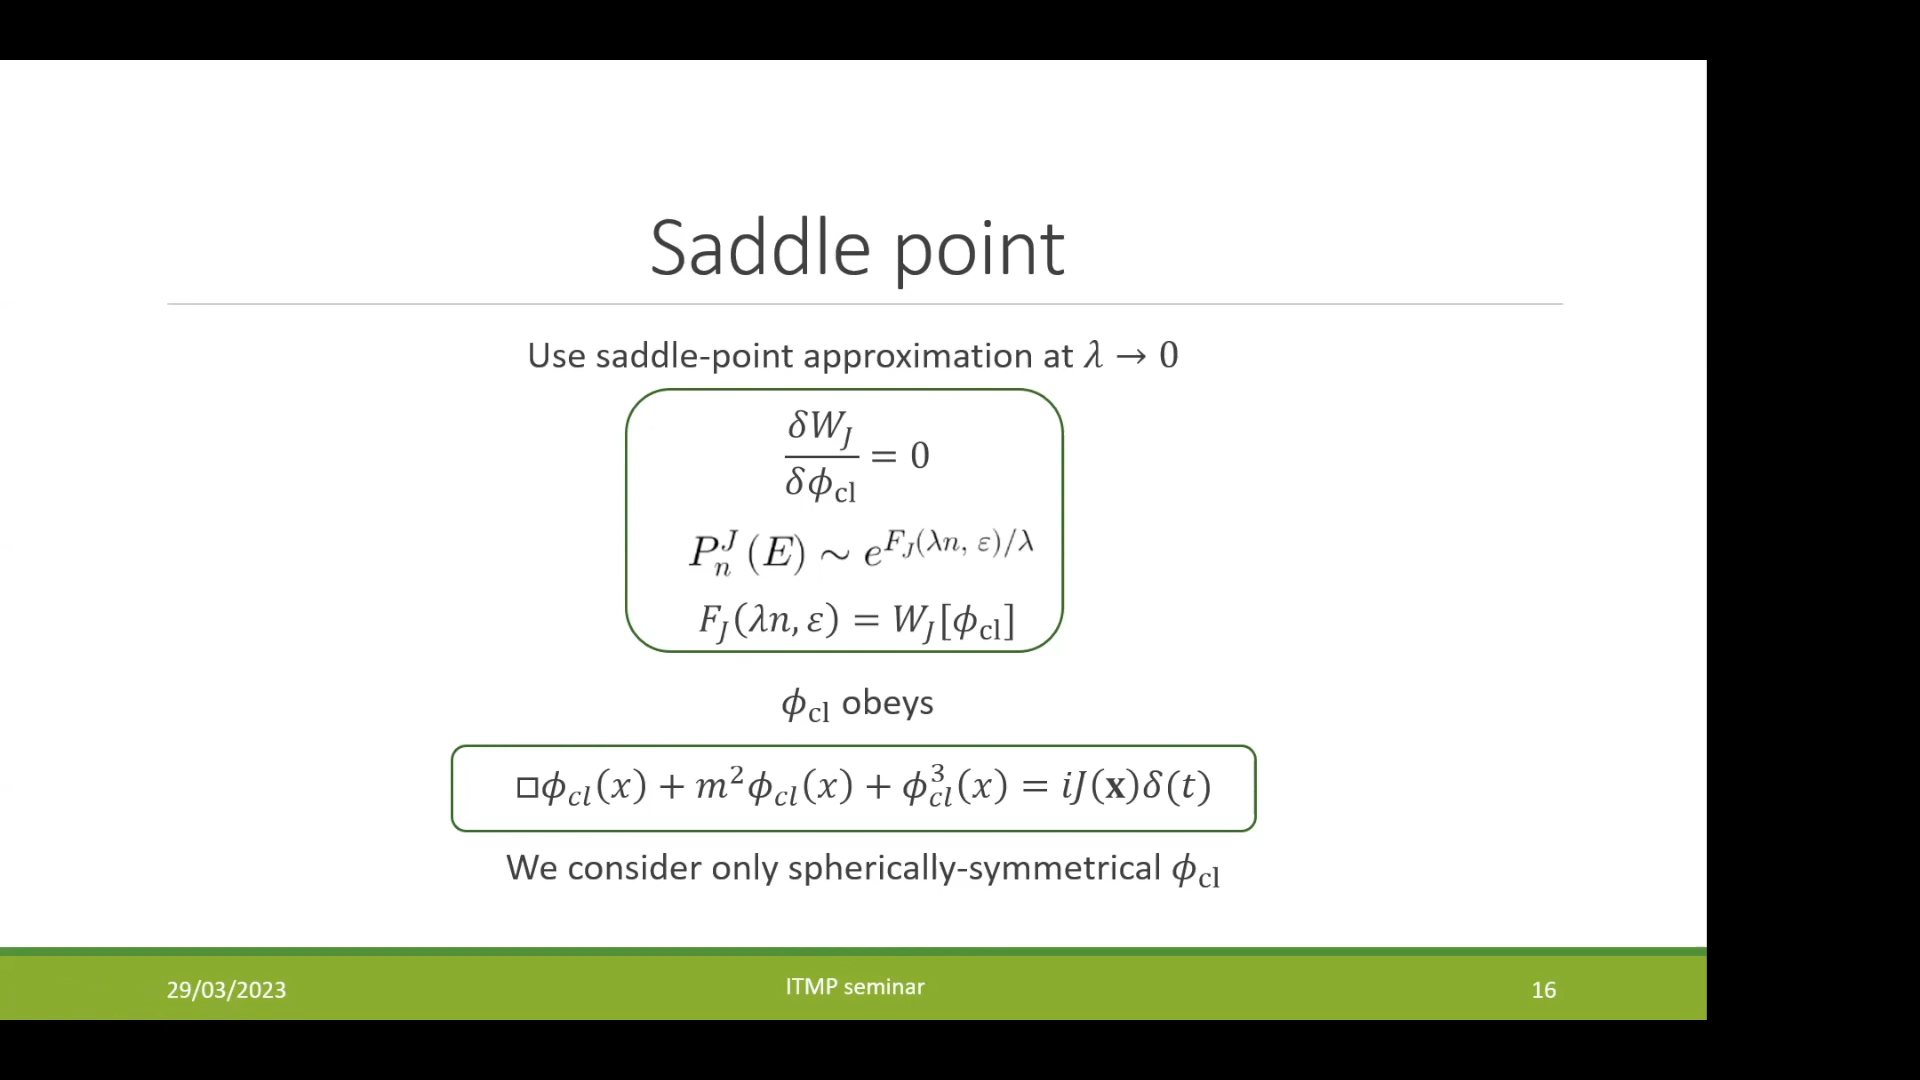 Saddle point
Use saddle-point approximation at λ → 0
δW_J / δϕ_cl = 0
P_n^J (E) ∼ e^{F_J(λn, ε)/λ}
F_J(λn, ε) = W_J[ϕ_cl]
ϕ_cl obeys
□ϕ_cl(x) + m²ϕ_cl(x) + ϕ_cl³(x) = iJ(𝐱)δ(t)
We consider only spherically-symmetrical ϕ_cl
29/03/2023
ITMP seminar
16